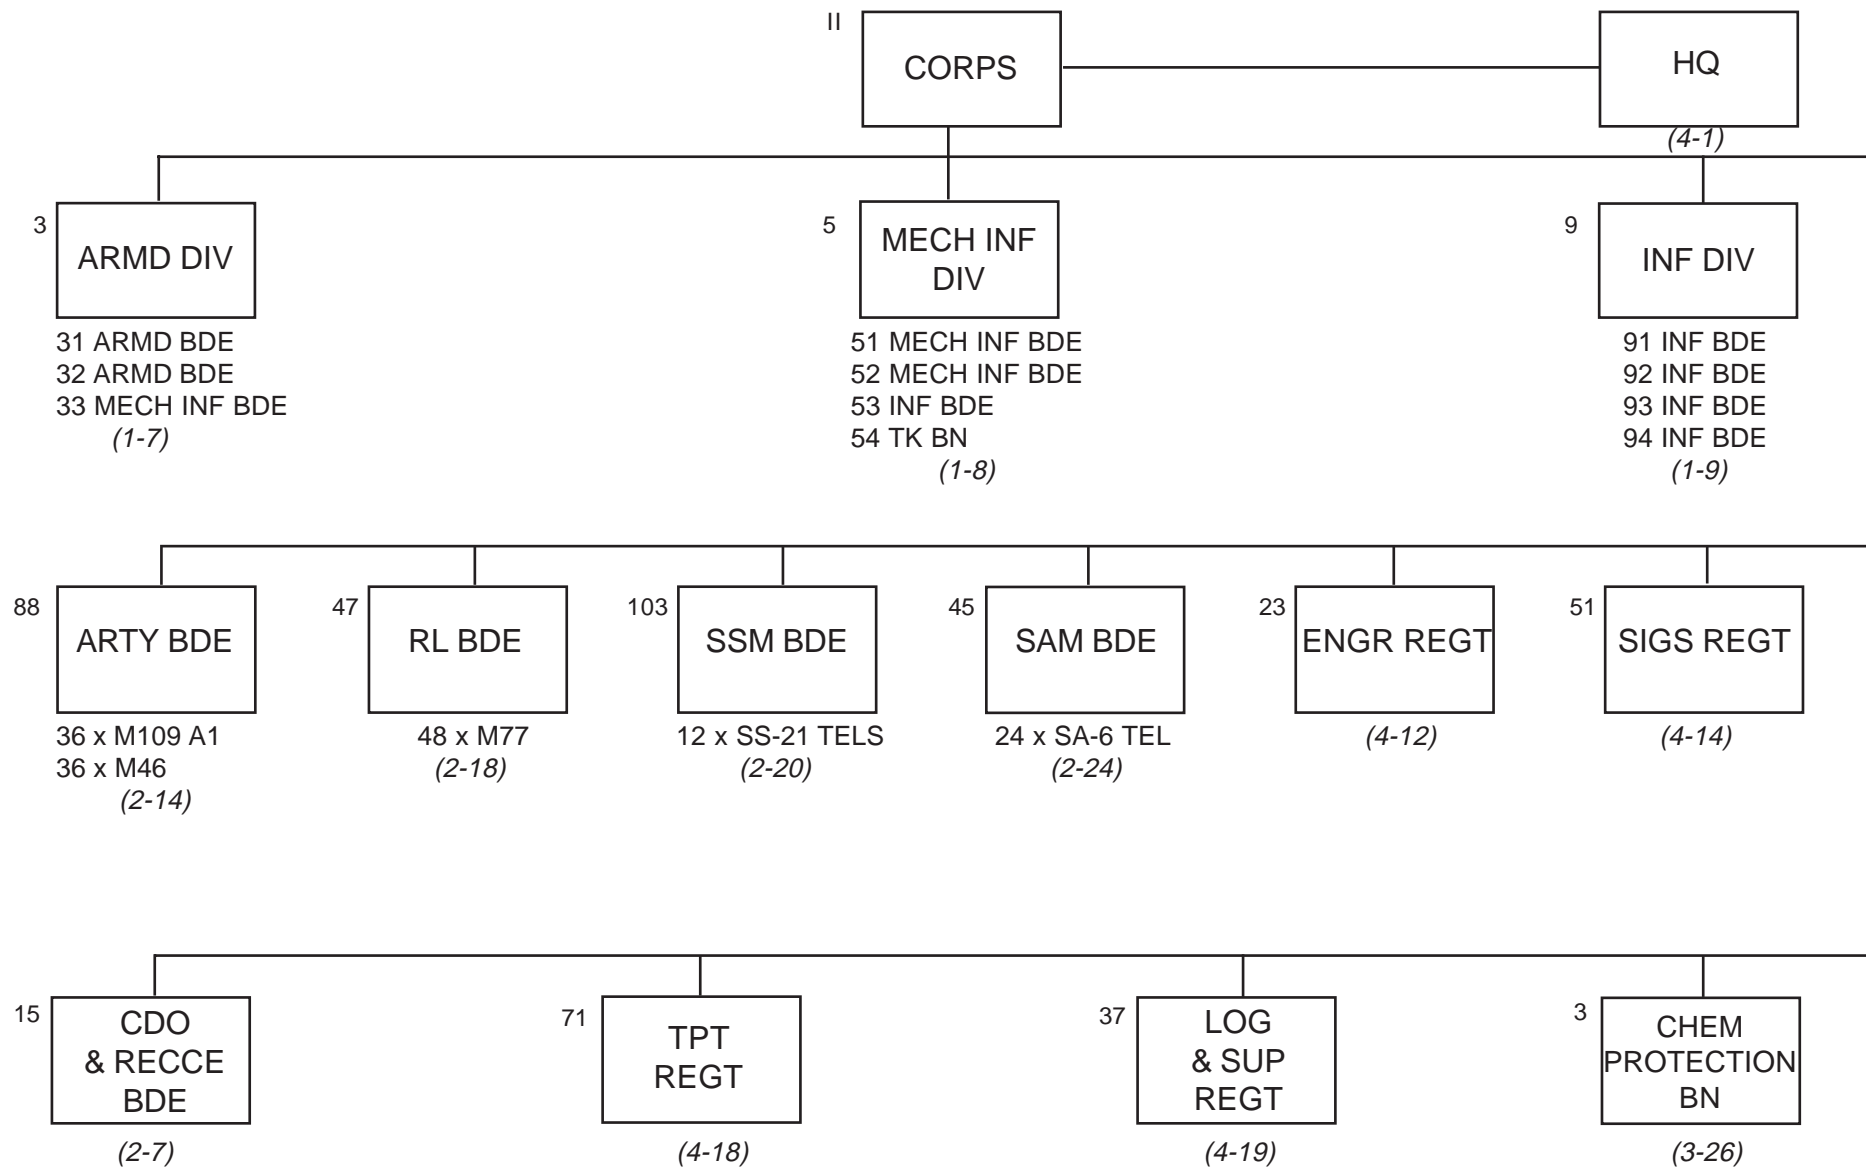 II
CORPS
HQ
(4-1)
3
ARMD DIV
31 ARMD BDE
32 ARMD BDE
33 MECH INF BDE
(1-7)
5
MECH INF
DIV
51 MECH INF BDE
52 MECH INF BDE
53 INF BDE
54 TK BN
(1-8)
9
INF DIV
91 INF BDE
92 INF BDE
93 INF BDE
94 INF BDE
(1-9)
88
ARTY BDE
36 x M109 A1
36 x M46
(2-14)
47
RL BDE
48 x M77
(2-18)
103
SSM BDE
12 x SS-21 TELS
(2-20)
45
SAM BDE
24 x SA-6 TEL
(2-24)
23
ENGR REGT
(4-12)
51
SIGS REGT
(4-14)
15
CDO
& RECCE
BDE
(2-7)
71
TPT
REGT
(4-18)
37
LOG
& SUP
REGT
(4-19)
3
CHEM
PROTECTION
BN
(3-26)